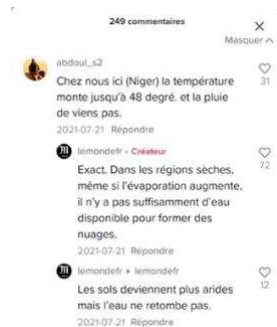 249 commentaires
Masquer
abdoul_s2
Chez nous ici (Niger) la température
monte jusqu'à 48 degré. et la pluie
de viens pas.
31
2021-07-21 Répondre
lemondefr · Créateur
Exact. Dans les régions sèches,
même si l'évaporation augmente,
il n'y a pas suffisamment d'eau
disponible pour former des
nuages.
72
2021-07-21 Répondre
lemondefr lemondefr
Les sols deviennent plus arides
mais l'eau ne retombe pas.
12
2021-07-21 Répondre